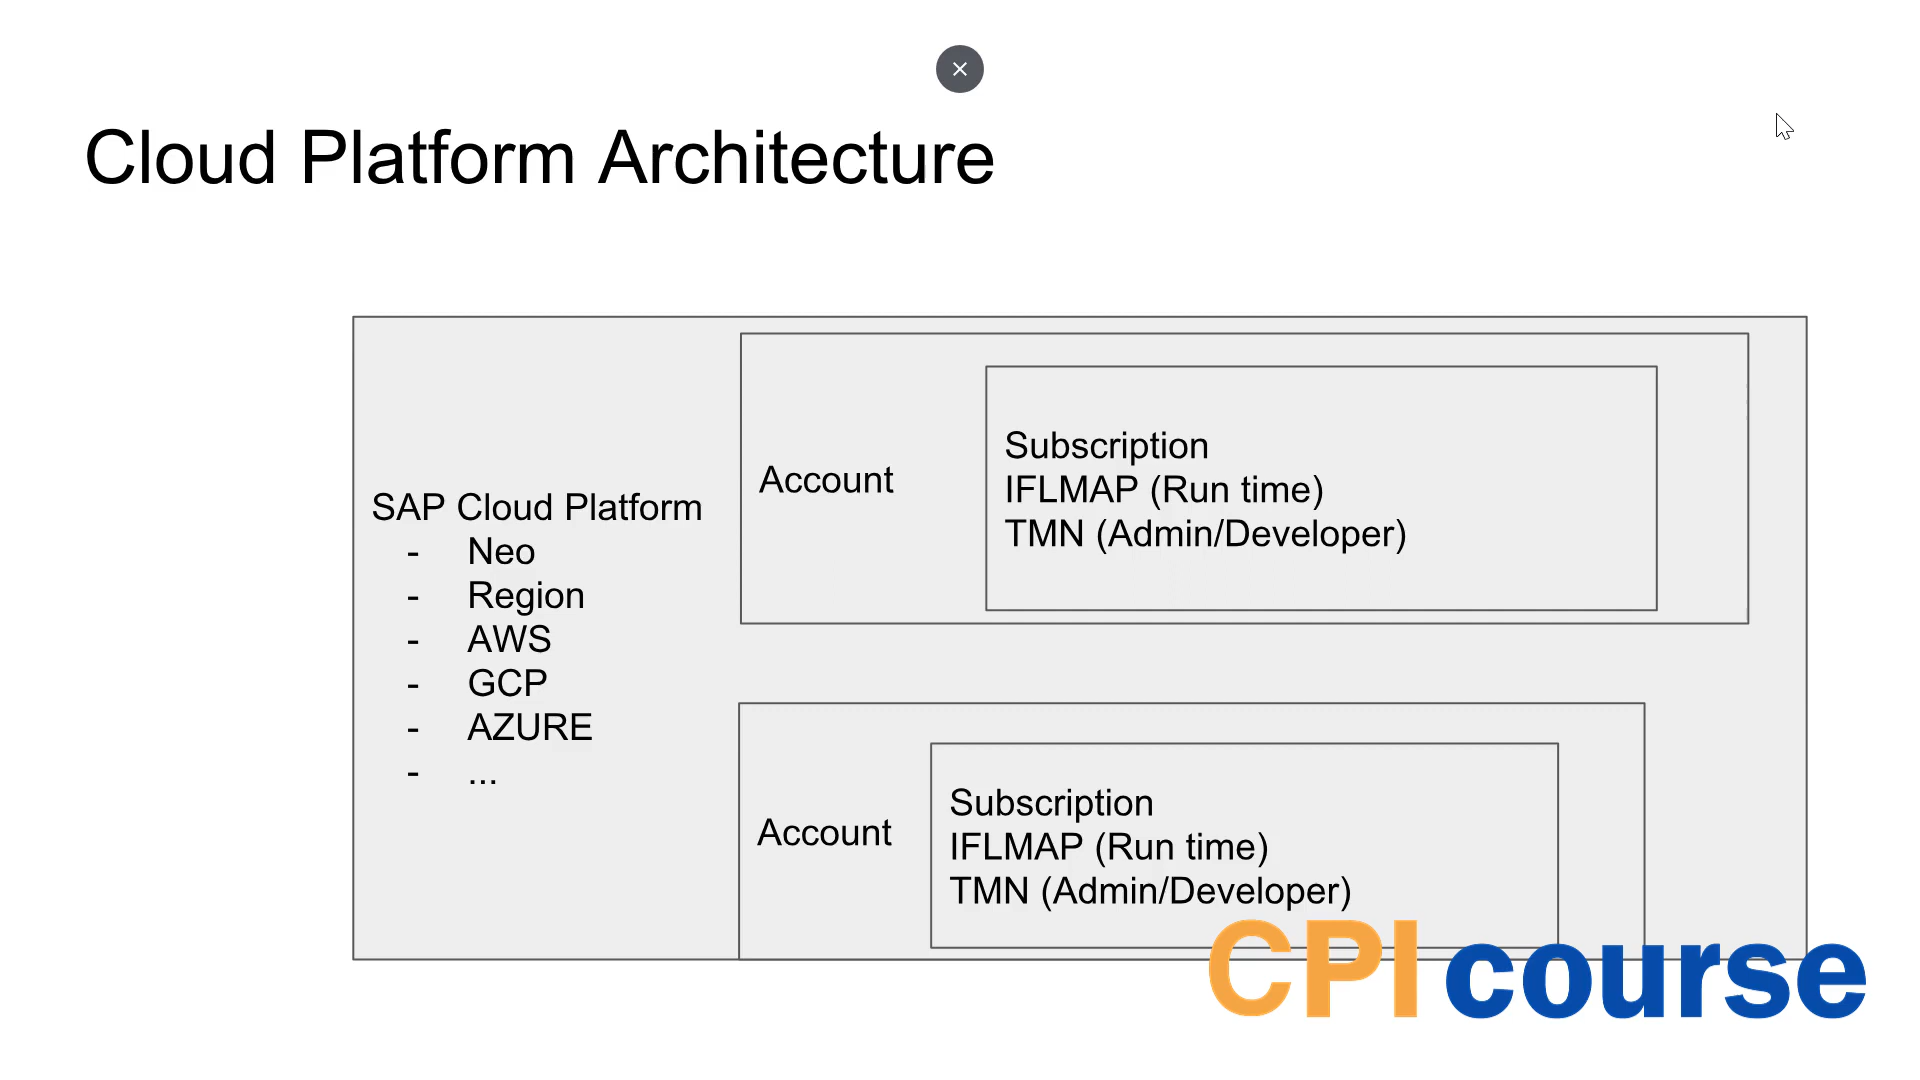 Cloud Platform Architecture
SAP Cloud Platform
- Neo
- Region
- AWS
- GCP
- AZURE
- ...
Account
Subscription
IFLMAP (Run time)
TMN (Admin/Developer)
Account
Subscription
IFLMAP (Run time)
TMN (Admin/Developer)
CPI course